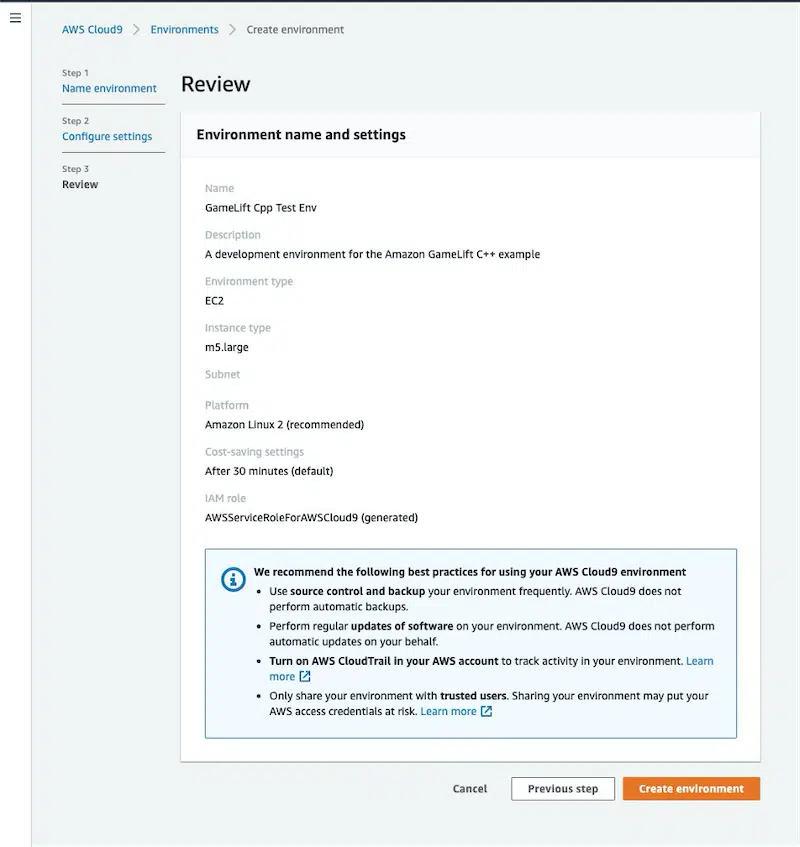 AWS Cloud9 > Environments > Create environment
Step 1
Name environment
Step 2
Configure settings
Step 3
Review
Review
Environment name and settings
Name
GameLift Cpp Test Env
Description
A development environment for the Amazon GameLift C++ example
Environment type
EC2
Instance type
m5.large
Subnet
Platform
Amazon Linux 2 (recommended)
Cost-saving settings
After 30 minutes (default)
IAM role
AWSServiceRoleForAWSCloud9 (generated)
We recommend the following best practices for using your AWS Cloud9 environment
• Use source control and backup your environment frequently. AWS Cloud9 does not
perform automatic backups.
• Perform regular updates of software on your environment. AWS Cloud9 does not perform
automatic updates on your behalf.
• Turn on AWS CloudTrail in your AWS account to track activity in your environment. Learn
more
• Only share your environment with trusted users. Sharing your environment may put your
AWS access credentials at risk. Learn more
Cancel
Previous step
Create environment